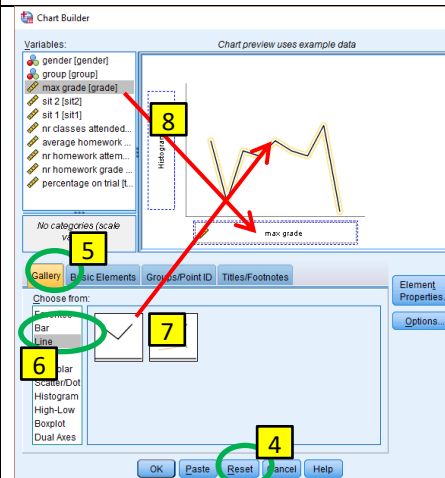 Chart Builder
Variables:
Chart preview uses example data
gender [gender]
group [group]
max grade [grade]
sit 2 [sit2]
sit 1 [sit1]
nr classes attended...
average homework ...
nr homework attem...
nr homework grade ...
percentage on trial [t...
8
max grade
No categories (scale
5
Gallery
Basic Elements
Groups/Point ID
Titles/Footnotes
Element
Properties...
Options...
Choose from:
Bar
Line
7
6
Scatter/Dot
Histogram
High-Low
Boxplot
Dual Axes
4
OK
Paste
Reset
Cancel
Help